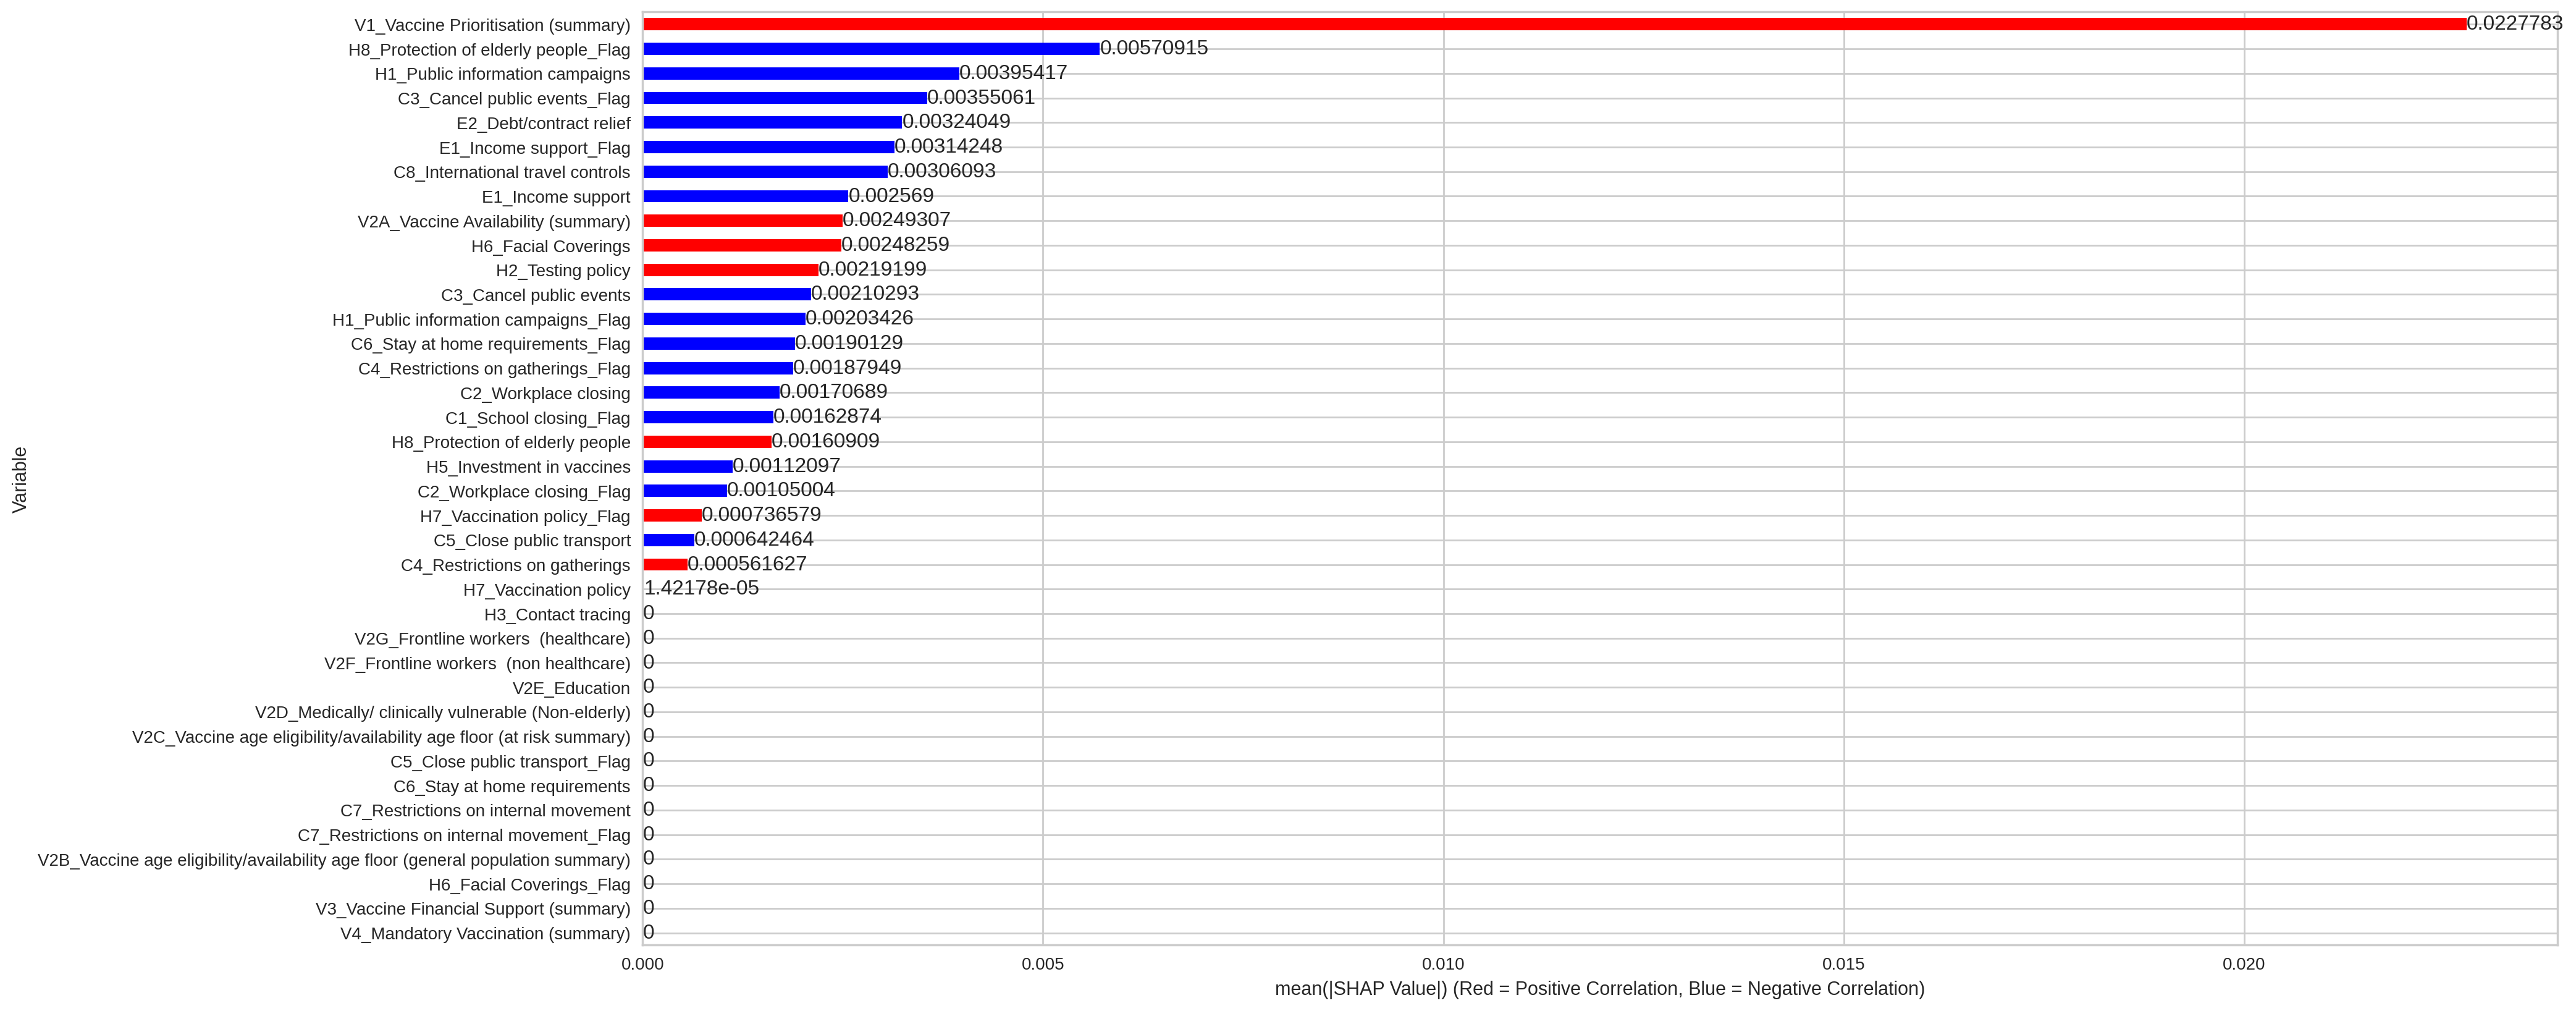 V1_Vaccine Prioritisation (summary) 0.0227783
H8_Protection of elderly people_Flag 0.00570915
H1_Public information campaigns 0.00395417
C3_Cancel public events_Flag 0.00355061
E2_Debt/contract relief 0.00324049
E1_Income support_Flag 0.00314248
C8_International travel controls 0.00306093
E1_Income support 0.002569
V2A_Vaccine Availability (summary) 0.00249307
H6_Facial Coverings 0.00248259
H2_Testing policy 0.00219199
C3_Cancel public events 0.00210293
H1_Public information campaigns_Flag 0.00203426
C6_Stay at home requirements_Flag 0.00190129
C4_Restrictions on gatherings_Flag 0.00187949
C2_Workplace closing 0.00170689
C1_School closing_Flag 0.00162874
H8_Protection of elderly people 0.00160909
H5_Investment in vaccines 0.00112097
C2_Workplace closing_Flag 0.00105004
H7_Vaccination policy_Flag 0.000736579
C5_Close public transport 0.000642464
C4_Restrictions on gatherings 0.000561627
H7_Vaccination policy 1.42178e-05
H3_Contact tracing 0
V2G_Frontline workers  (healthcare) 0
V2F_Frontline workers  (non healthcare) 0
V2E_Education 0
V2D_Medically/ clinically vulnerable (Non-elderly) 0
V2C_Vaccine age eligibility/availability age floor (at risk summary) 0
C5_Close public transport_Flag 0
C6_Stay at home requirements 0
C7_Restrictions on internal movement 0
C7_Restrictions on internal movement_Flag 0
V2B_Vaccine age eligibility/availability age floor (general population summary) 0
H6_Facial Coverings_Flag 0
V3_Vaccine Financial Support (summary) 0
V4_Mandatory Vaccination (summary) 0
Variable
0.000 0.005 0.010 0.015 0.020
mean(|SHAP Value|) (Red = Positive Correlation, Blue = Negative Correlation)